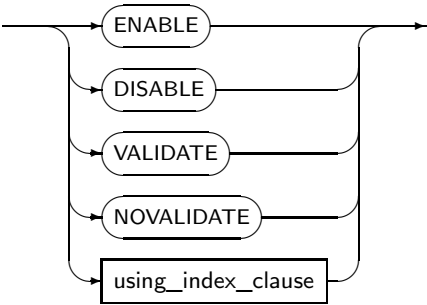 ENABLE
DISABLE
VALIDATE
NOVALIDATE
using_index_clause